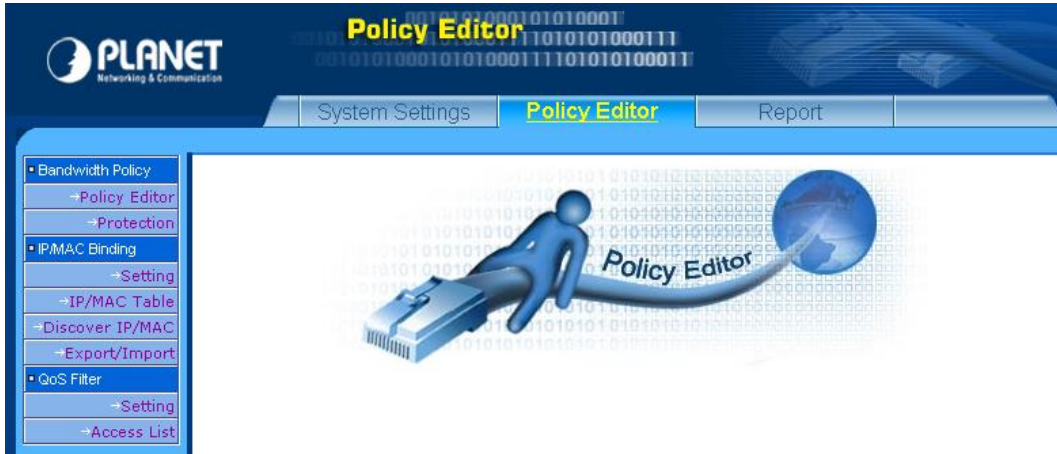 PLANET
Networking & Communication
Policy Editor
System Settings
Policy Editor
Report
Bandwidth Policy
→Policy Editor
→Protection
IP/MAC Binding
→Setting
→IP/MAC Table
→Discover IP/MAC
→Export/Import
QoS Filter
→Setting
→Access List
Policy Editor